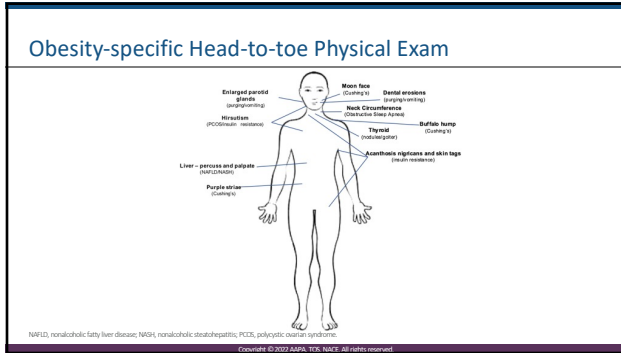 Obesity-specific Head-to-toe Physical Exam
Moon face
(Cushing's)
Enlarged parotid
glands
(purging/vomiting)
Dental erosions
(purging/vomiting)
Neck Circumference
(Obstructive Sleep Apnea)
Hirsutism
(PCOS/insulin resistance)
Buffalo hump
(Cushing's)
Thyroid
(nodules/goiter)
Acanthosis nigricans and skin tags
(insulin resistance)
Liver – percuss and palpate
(NAFLD/NASH)
Purple striae
(Cushing's)
NAFLD, nonalcoholic fatty liver disease; NASH, nonalcoholic steatohepatitis; PCOS, polycystic ovarian syndrome.
Copyright © 2022 AAPA, TOS, NACE. All rights reserved.